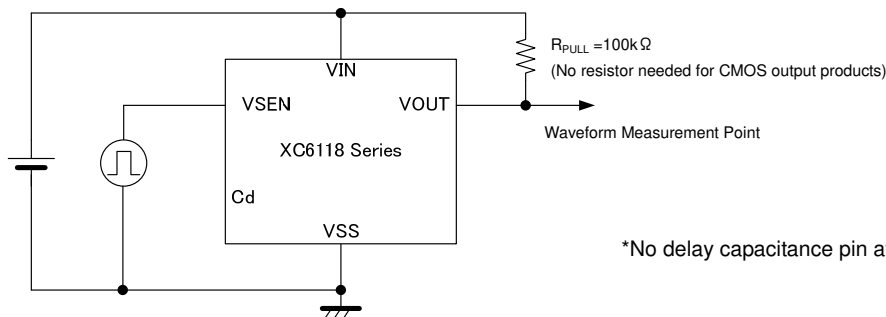 R_PULL =100kΩ
(No resistor needed for CMOS output products)
VIN
VSEN
VOUT
Waveform Measurement Point
XC6118 Series
Cd
VSS
*No delay capacitance pin a